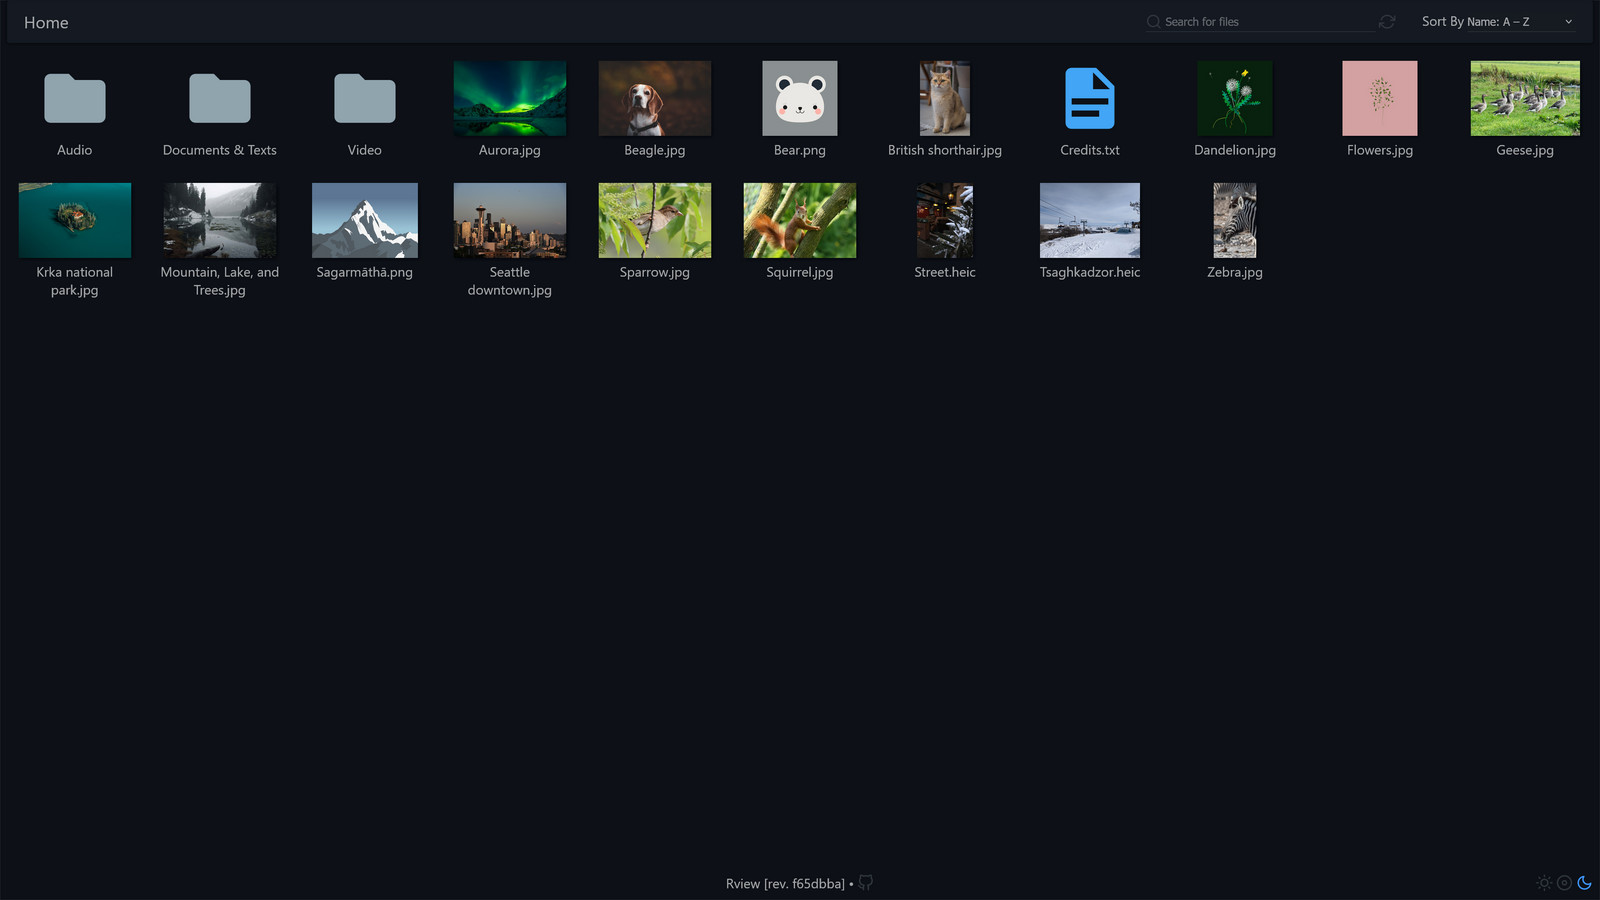 Home
Search for files
Sort By Name: A – Z
Audio
Documents & Texts
Video
Aurora.jpg
Beagle.jpg
Bear.png
British shorthair.jpg
Credits.txt
Dandelion.jpg
Flowers.jpg
Geese.jpg
Krka national
park.jpg
Mountain, Lake, and
Trees.jpg
Sagarmāthā.png
Seattle
downtown.jpg
Sparrow.jpg
Squirrel.jpg
Street.heic
Tsaghkadzor.heic
Zebra.jpg
Rview [rev. f65dbba] •